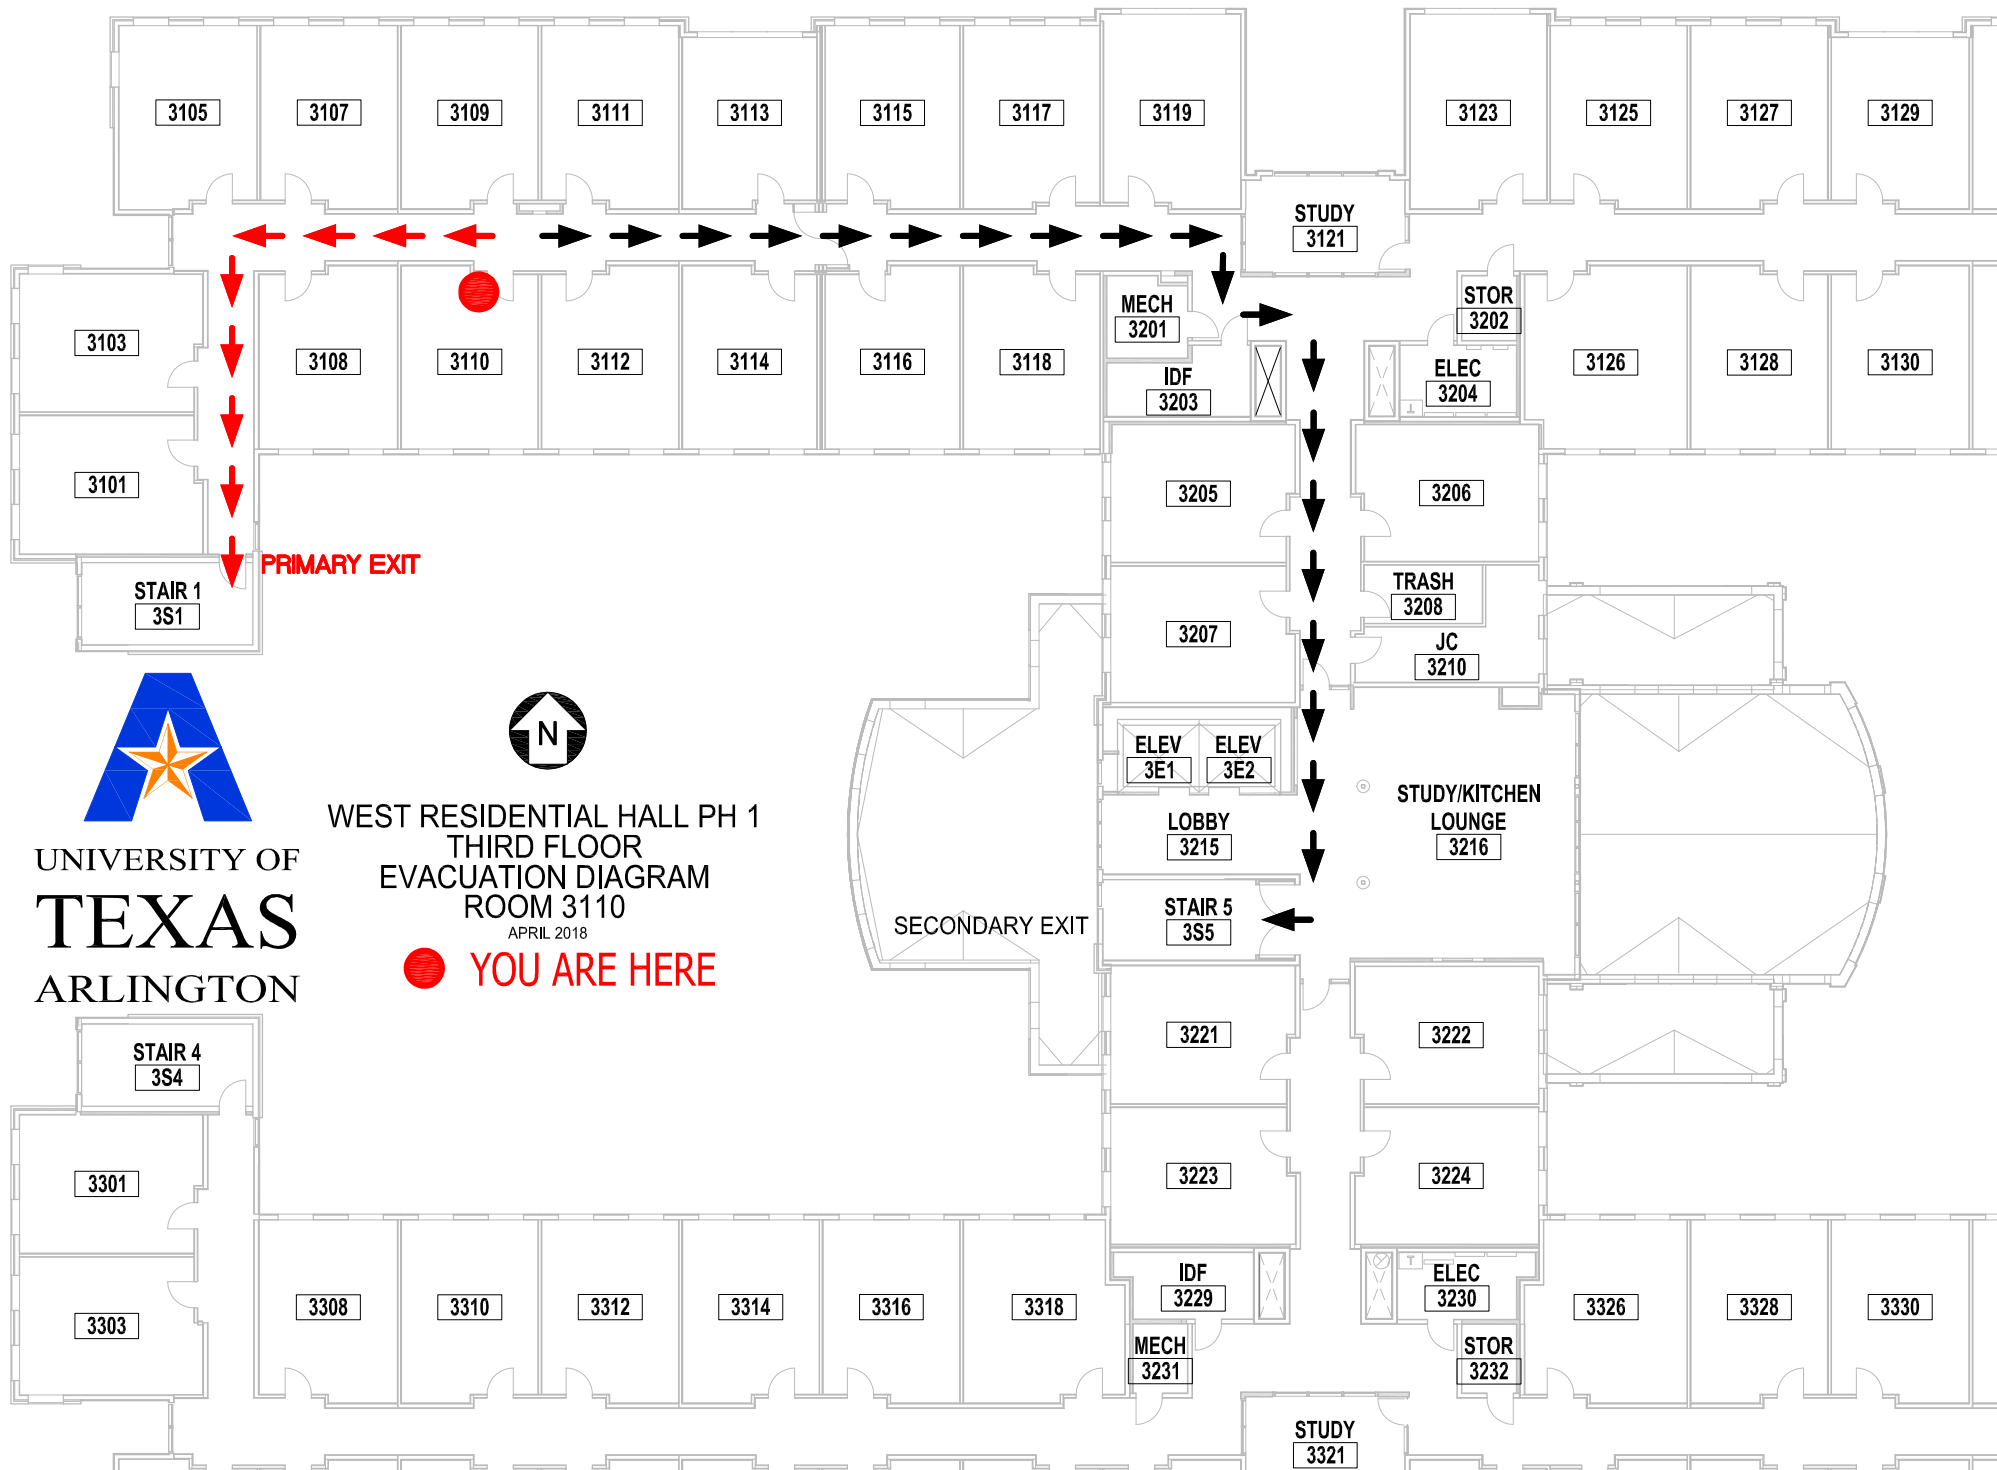 3105
3107
3109
3111
3113
3115
3117
3119
3123
3125
3127
3129
STUDY
3121
3103
3108
3110
3112
3114
3116
3118
MECH
3201
STOR
3202
3126
3128
3130
IDF
3203
ELEC
3204
3101
3205
3206
PRIMARY EXIT
STAIR 1
3S1
TRASH
3208
3207
JC
3210
N
ELEV
3E1
ELEV
3E2
STUDY/KITCHEN
LOUNGE
3216
LOBBY
3215
UNIVERSITY OF
TEXAS
ARLINGTON
WEST RESIDENTIAL HALL PH 1
THIRD FLOOR
EVACUATION DIAGRAM
ROOM 3110
APRIL 2018
YOU ARE HERE
SECONDARY EXIT
STAIR 5
3S5
STAIR 4
3S4
3221
3222
3301
3223
3224
3303
3308
3310
3312
3314
3316
3318
IDF
3229
T
ELEC
3230
3326
3328
3330
MECH
3231
STOR
3232
STUDY
3321